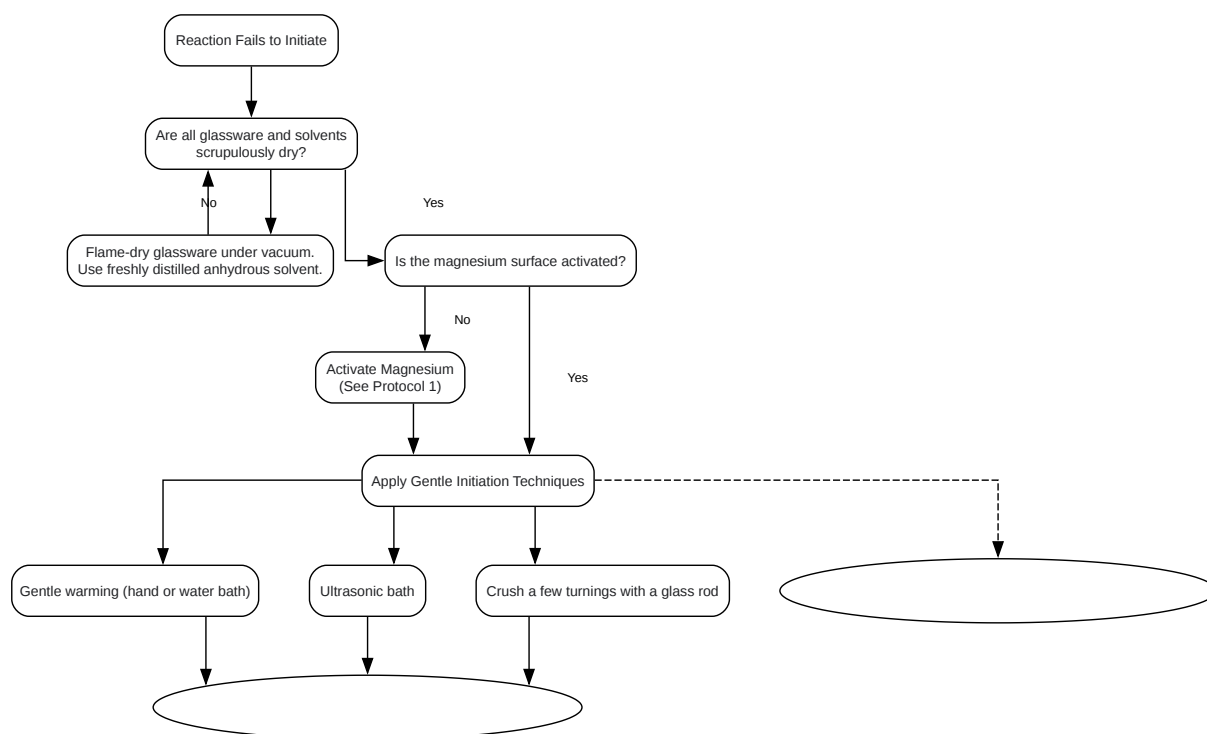 Reaction Fails to Initiate
Are all glassware and solvents
scrupulously dry?
No
Yes
Flame-dry glassware under vacuum.
Use freshly distilled anhydrous solvent.
Is the magnesium surface activated?
No
Activate Magnesium
(See Protocol 1)
Yes
Apply Gentle Initiation Techniques
Gentle warming (hand or water bath)
Ultrasonic bath
Crush a few turnings with a glass rod